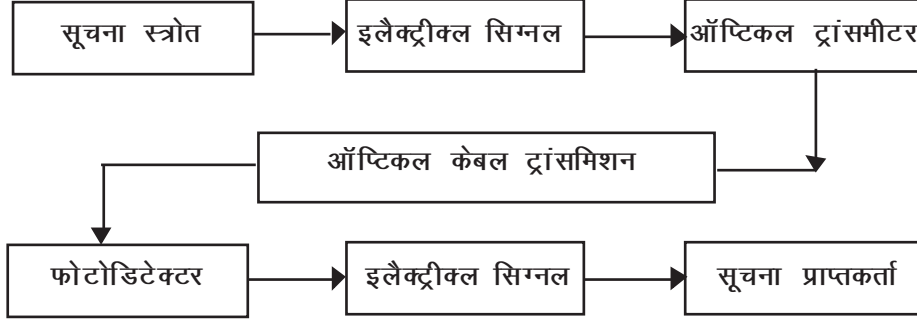 सूचना स्त्रोत
इलैक्ट्रीक्ल सिग्नल
ऑप्टिकल ट्रांसमीटर
ऑप्टिकल केबल ट्रांसमिशन
फोटोडिटेक्टर
इलैक्ट्रीक्ल सिग्नल
सूचना प्राप्तकर्ता